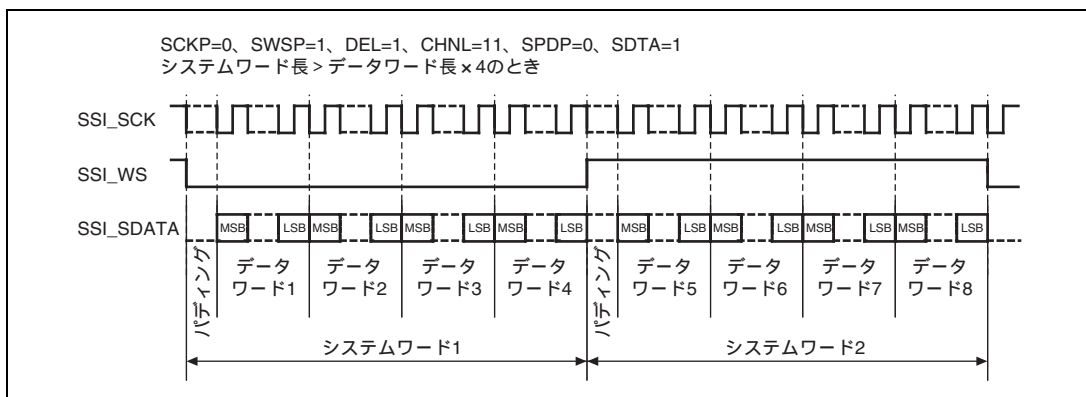 SCKP=0、SWSP=1、DEL=1、CHNL=11、SPDP=0、SDTA=1
システムワード長 > データワード長×4のとき
SSI_SCK
SSI_WS
SSI_SDATA
MSB LSB MSB LSB MSB LSB MSB LSB MSB LSB MSB LSB MSB LSB MSB LSB
パディング
データ
ワード1
データ
ワード2
データ
ワード3
データ
ワード4
パディング
データ
ワード5
データ
ワード6
データ
ワード7
データ
ワード8
システムワード1
システムワード2